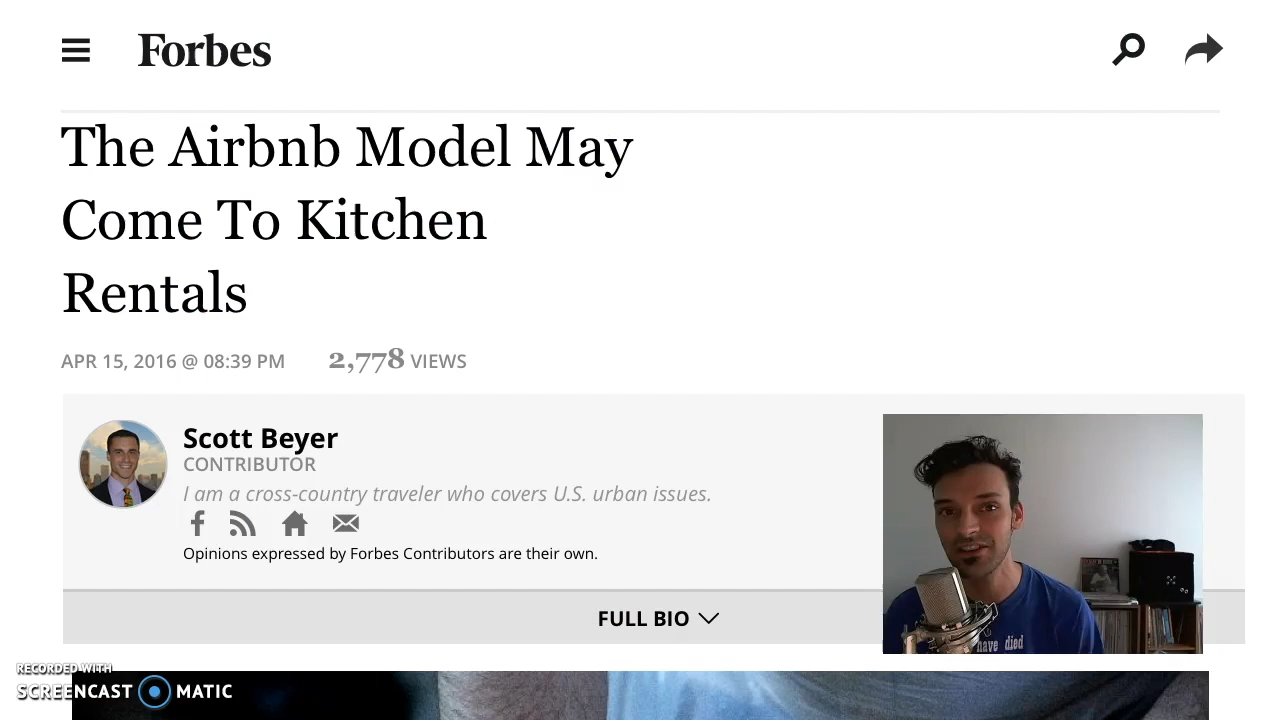 Forbes
The Airbnb Model May
Come To Kitchen
Rentals
APR 15, 2016 @ 08:39 PM 2,778 VIEWS
Scott Beyer
CONTRIBUTOR
I am a cross-country traveler who covers U.S. urban issues.
Opinions expressed by Forbes Contributors are their own.
FULL BIO
have died
RECORDED WITH
SCREENCAST MATIC